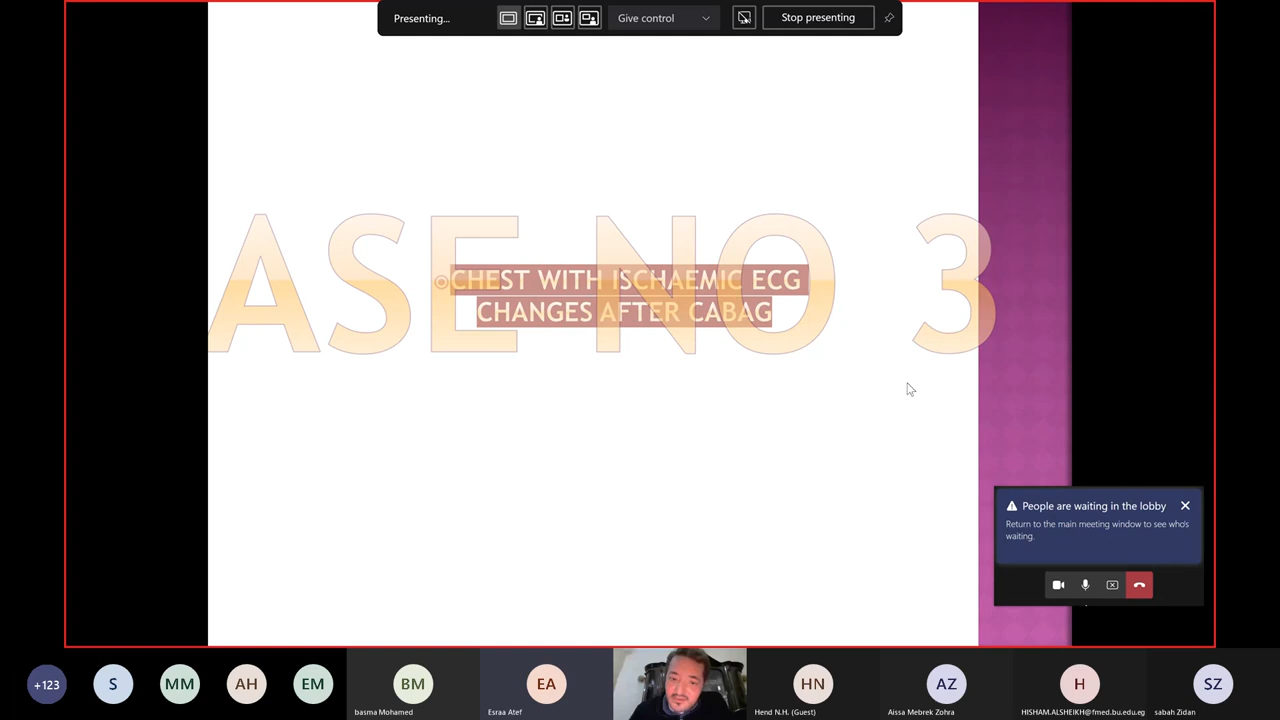 Presenting...
Give control
Stop presenting
ASE NO 3
CHEST WITH ISCHAEMIC ECG
CHANGES AFTER CABAG
People are waiting in the lobby
Return to the main meeting window to see who's
waiting.
+123
S
MM
AH
EM
BM
basma Mohamed
EA
Esraa Atef
HN
Hend N.H. (Guest)
AZ
Aissa Mebrek Zohra
H
HISHAM.ALSHEIKH@fmed.bu.edu.eg
SZ
sabah Zidan